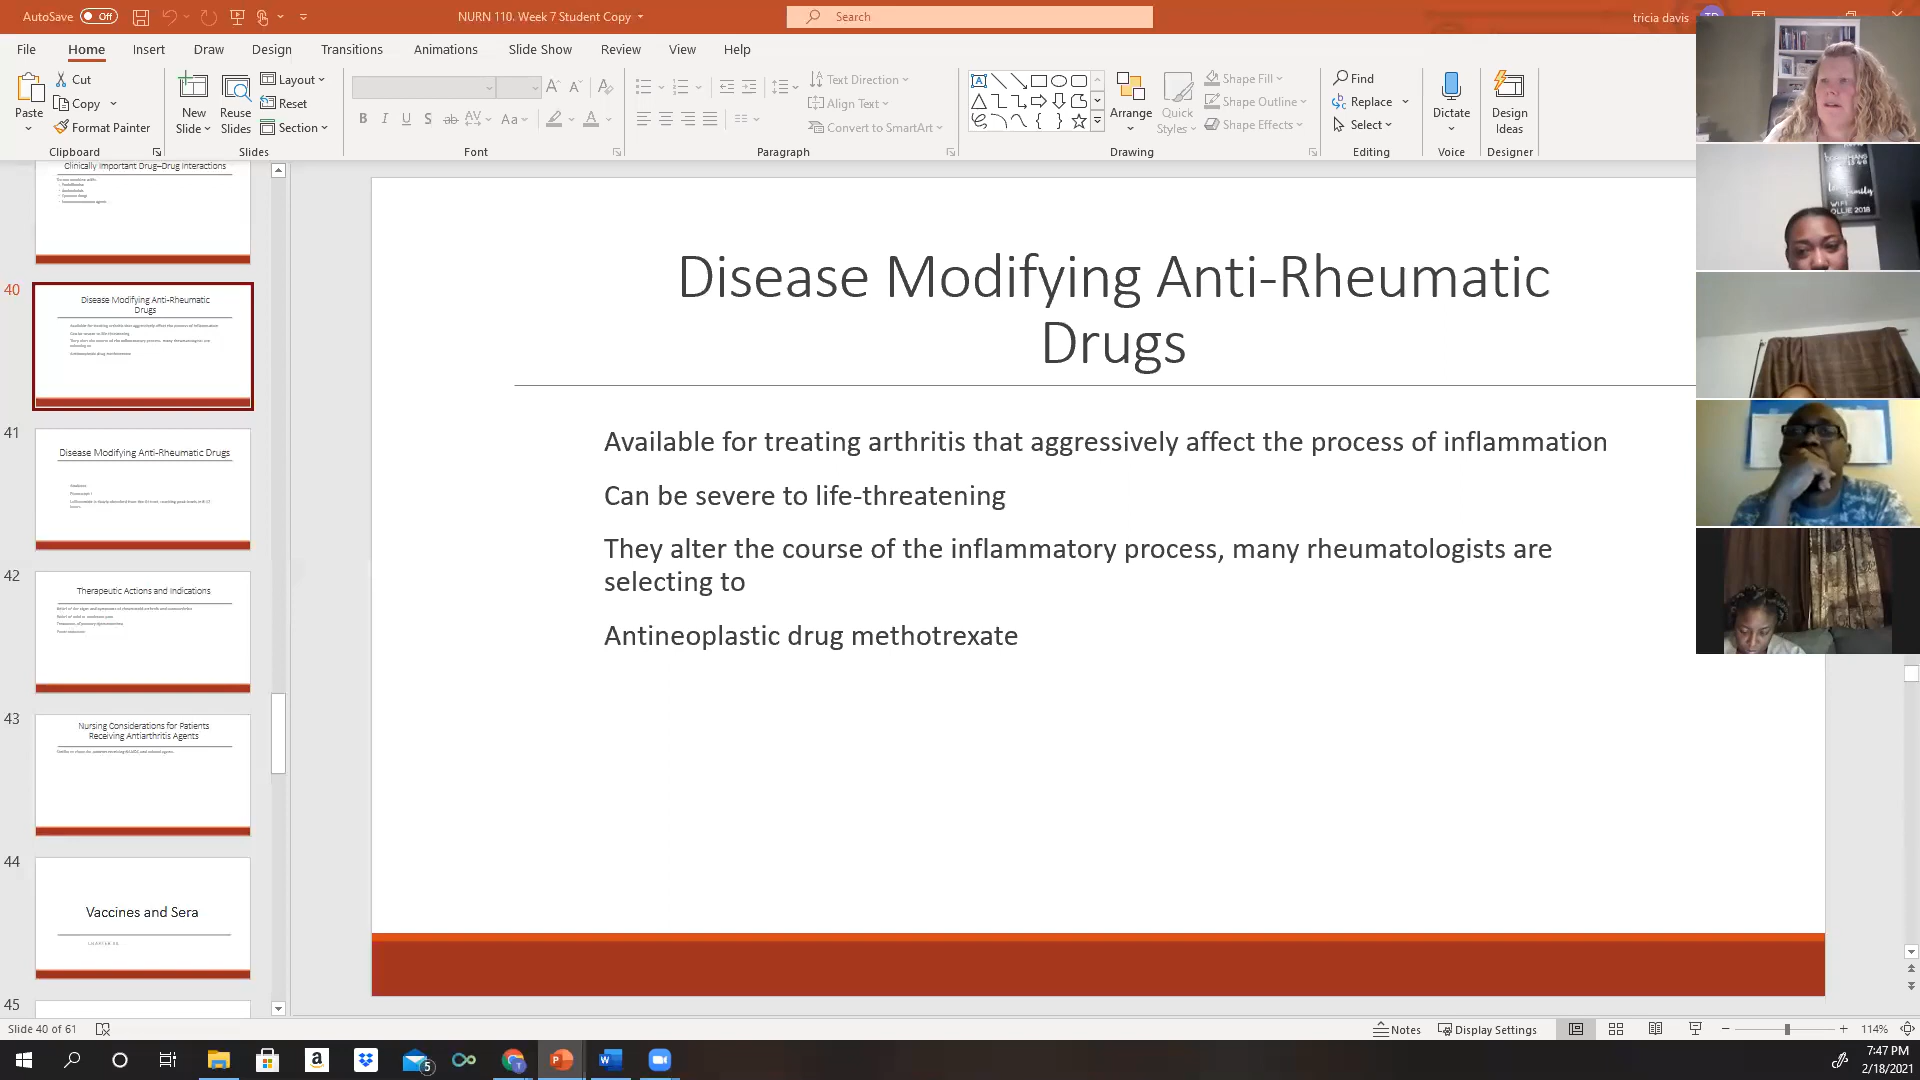 AutoSave Off
NURN 110. Week 7 Student Copy
Search
tricia davis
File Home Insert Draw Design Transitions Animations Slide Show Review View Help
Paste
Cut
Copy
Format Painter
Clipboard
New Slide
Reuse Slides
Layout
Reset
Section
Slides
Font
Text Direction
Align Text
Convert to SmartArt
Paragraph
Arrange
Quick Styles
Shape Fill
Shape Outline
Shape Effects
Drawing
Find
Replace
Select
Editing
Dictate
Voice
Design Ideas
Designer
Clinically Important Drug–Drug Interactions
40
Disease Modifying Anti-Rheumatic
Drugs
41
Disease Modifying Anti-Rheumatic Drugs
42
Therapeutic Actions and Indications
43
Nursing Considerations for Patients
Receiving Antiarthritis Agents
44
Vaccines and Sera
45
Disease Modifying Anti-Rheumatic
Drugs
Available for treating arthritis that aggressively affect the process of inflammation
Can be severe to life-threatening
They alter the course of the inflammatory process, many rheumatologists are
selecting to
Antineoplastic drug methotrexate
OLLIE 2018
Slide 40 of 61
Notes
Display Settings
114%
5
7:47 PM
2/18/2021